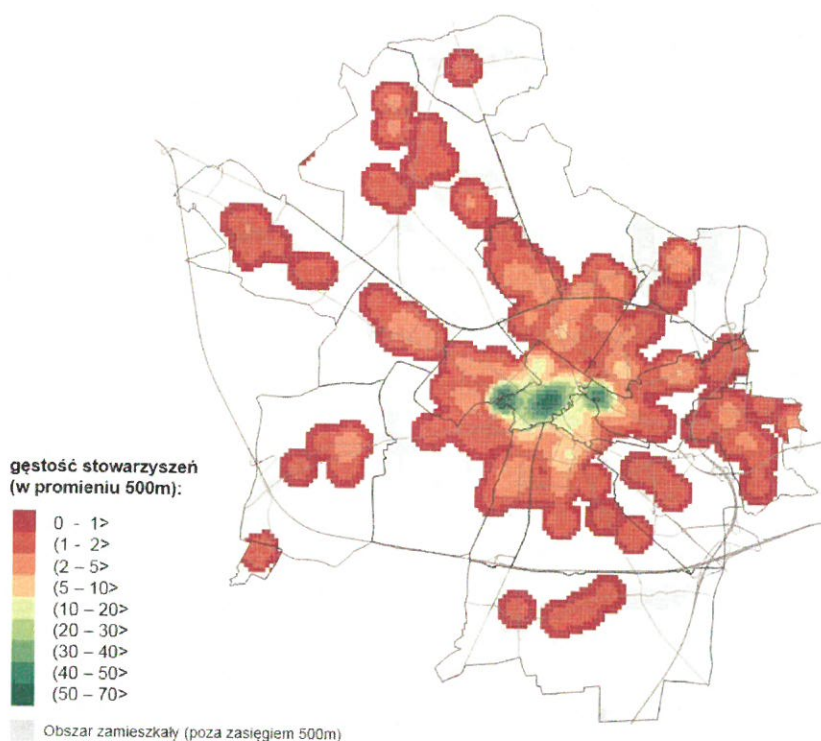 gęstość stowarzyszeń
(w promieniu 500m):
0 - 1>
(1 - 2>
(2 – 5>
(5 – 10>
(10 – 20>
(20 – 30>
(30 – 40>
(40 – 50>
(50 – 70>
Obszar zamieszkały (poza zasięgiem 500m)